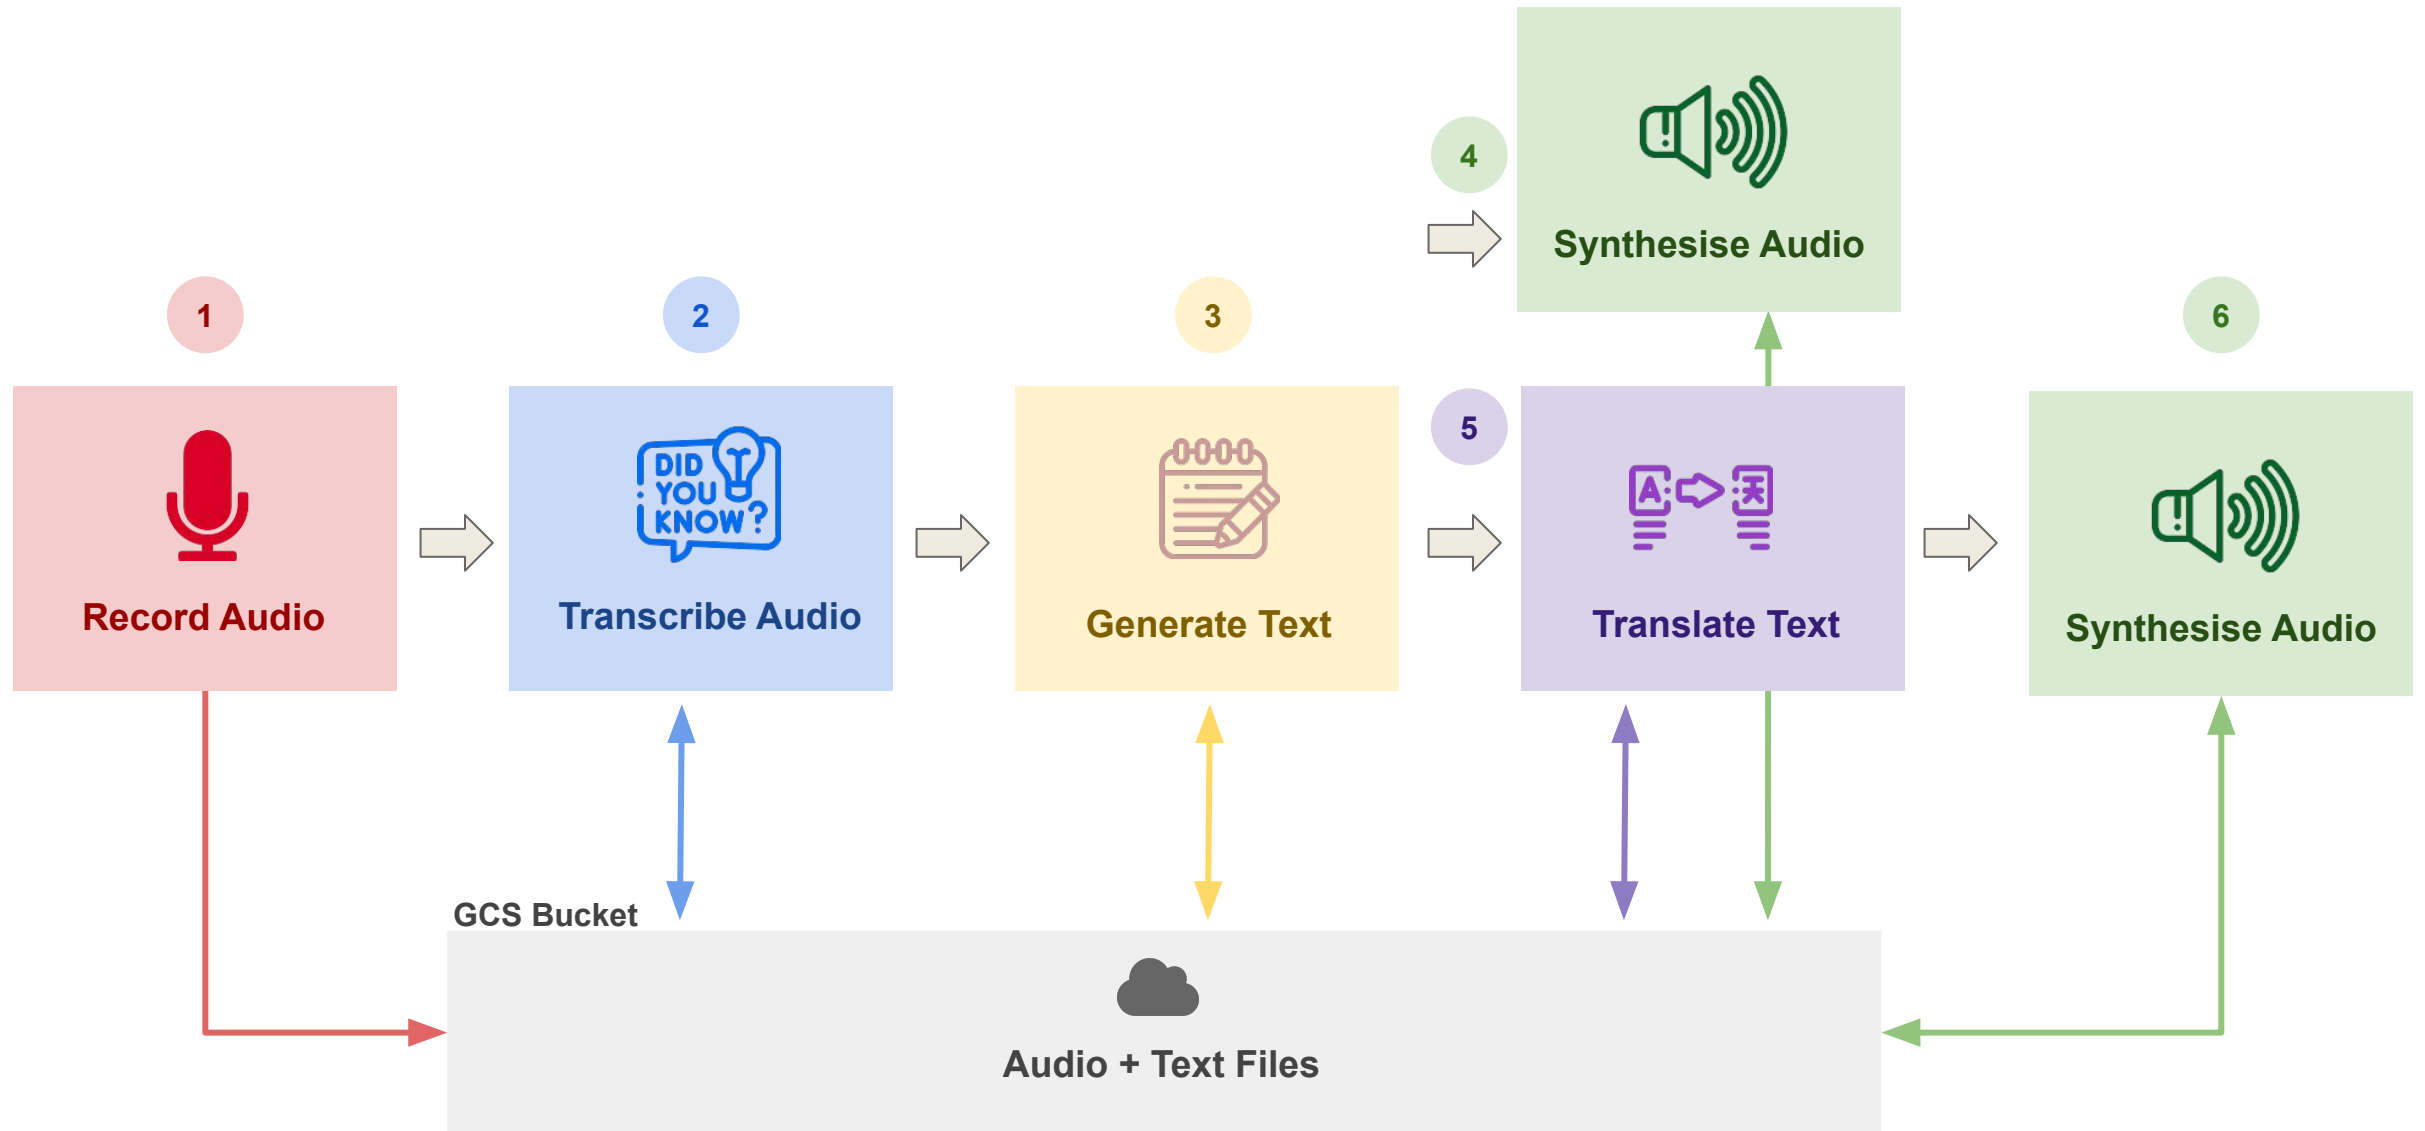 4
Synthesise Audio
1
2
3
6
5
DID
YOU
KNOW?
A
Record Audio
Transcribe Audio
Generate Text
Translate Text
Synthesise Audio
GCS Bucket
Audio + Text Files